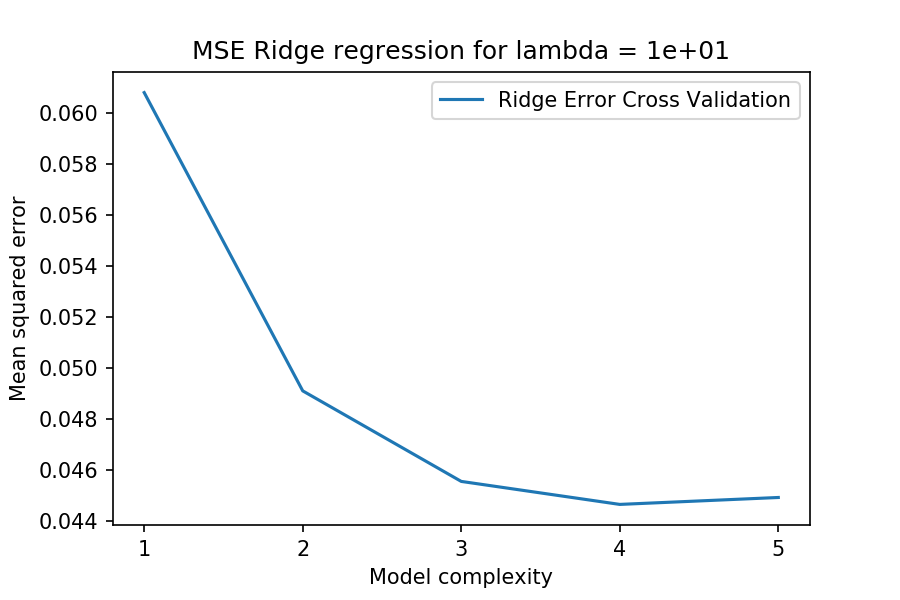 MSE Ridge regression for lambda = 1e+01
Ridge Error Cross Validation
Mean squared error
0.060
0.058
0.056
0.054
0.052
0.050
0.048
0.046
0.044
1 2 3 4 5
Model complexity